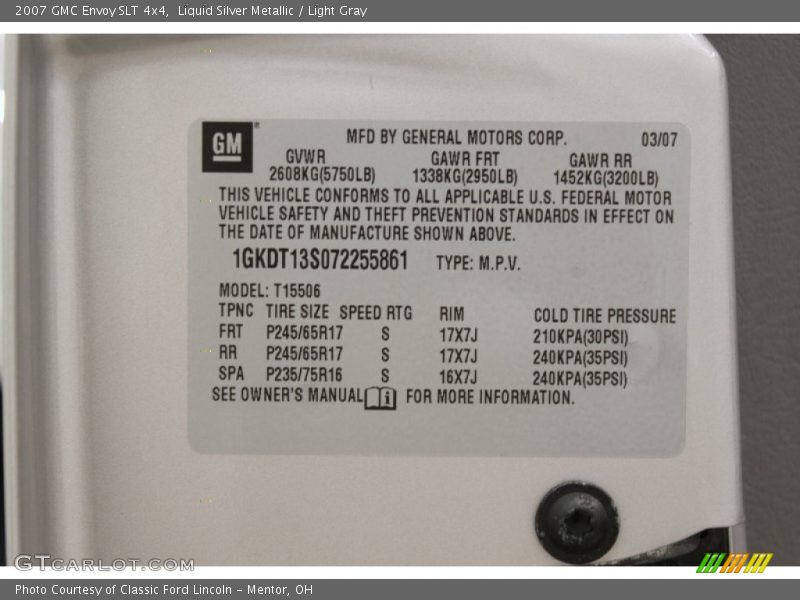 2007 GMC Envoy SLT 4x4, Liquid Silver Metallic / Light Gray
GM
MFD BY GENERAL MOTORS CORP. 03/07
GVWR GAWR FRT GAWR RR
2608KG(5750LB) 1338KG(2950LB) 1452KG(3200LB)
THIS VEHICLE CONFORMS TO ALL APPLICABLE U.S. FEDERAL MOTOR
VEHICLE SAFETY AND THEFT PREVENTION STANDARDS IN EFFECT ON
THE DATE OF MANUFACTURE SHOWN ABOVE.
1GKDT13S072255861 TYPE: M.P.V.
MODEL: T15506
TPNC TIRE SIZE SPEED RTG RIM COLD TIRE PRESSURE
FRT P245/65R17 S 17X7J 210KPA(30PSI)
RR P245/65R17 S 17X7J 240KPA(35PSI)
SPA P235/75R16 S 16X7J 240KPA(35PSI)
SEE OWNER'S MANUAL i FOR MORE INFORMATION.
GTCARLOT.COM
Photo Courtesy of Classic Ford Lincoln - Mentor, OH